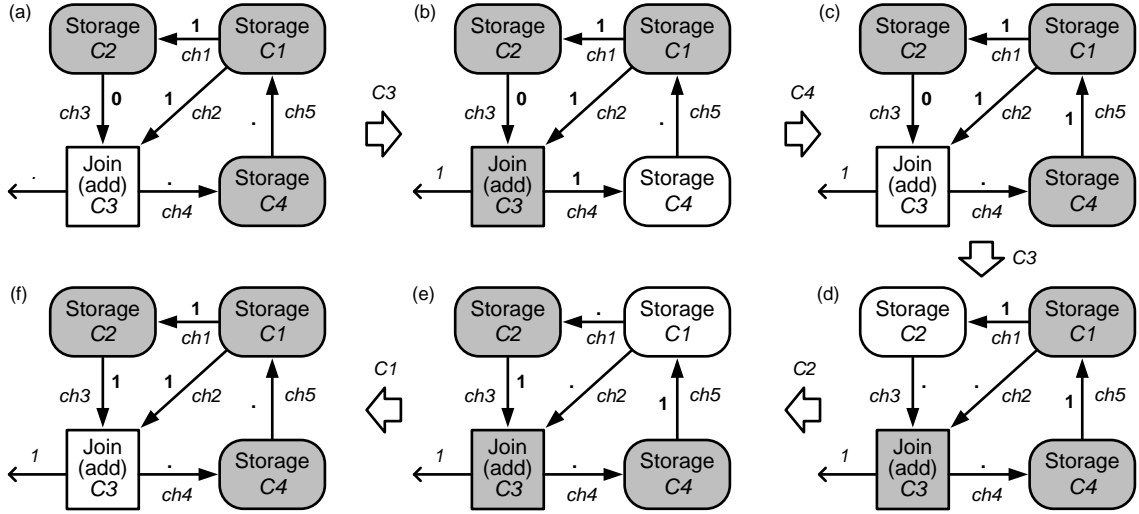 (a)
Storage
C2
1
ch1
Storage
C1
ch3
0
1
ch2
ch5
.
Join
(add)
C3
.
.
ch4
Storage
C4
C3
(b)
Storage
C2
1
ch1
Storage
C1
ch3
0
1
ch2
ch5
.
Join
(add)
C3
1
1
ch4
Storage
C4
C4
(c)
Storage
C2
1
ch1
Storage
C1
ch3
0
1
ch2
ch5
1
Join
(add)
C3
1
.
ch4
Storage
C4
C3
(d)
Storage
C2
1
ch1
Storage
C1
ch3
.
.
ch2
ch5
1
Join
(add)
C3
1
.
ch4
Storage
C4
C2
(e)
Storage
C2
.
ch1
Storage
C1
ch3
1
.
ch2
ch5
1
Join
(add)
C3
1
.
ch4
Storage
C4
C1
(f)
Storage
C2
1
ch1
Storage
C1
ch3
1
1
ch2
ch5
.
Join
(add)
C3
1
.
ch4
Storage
C4